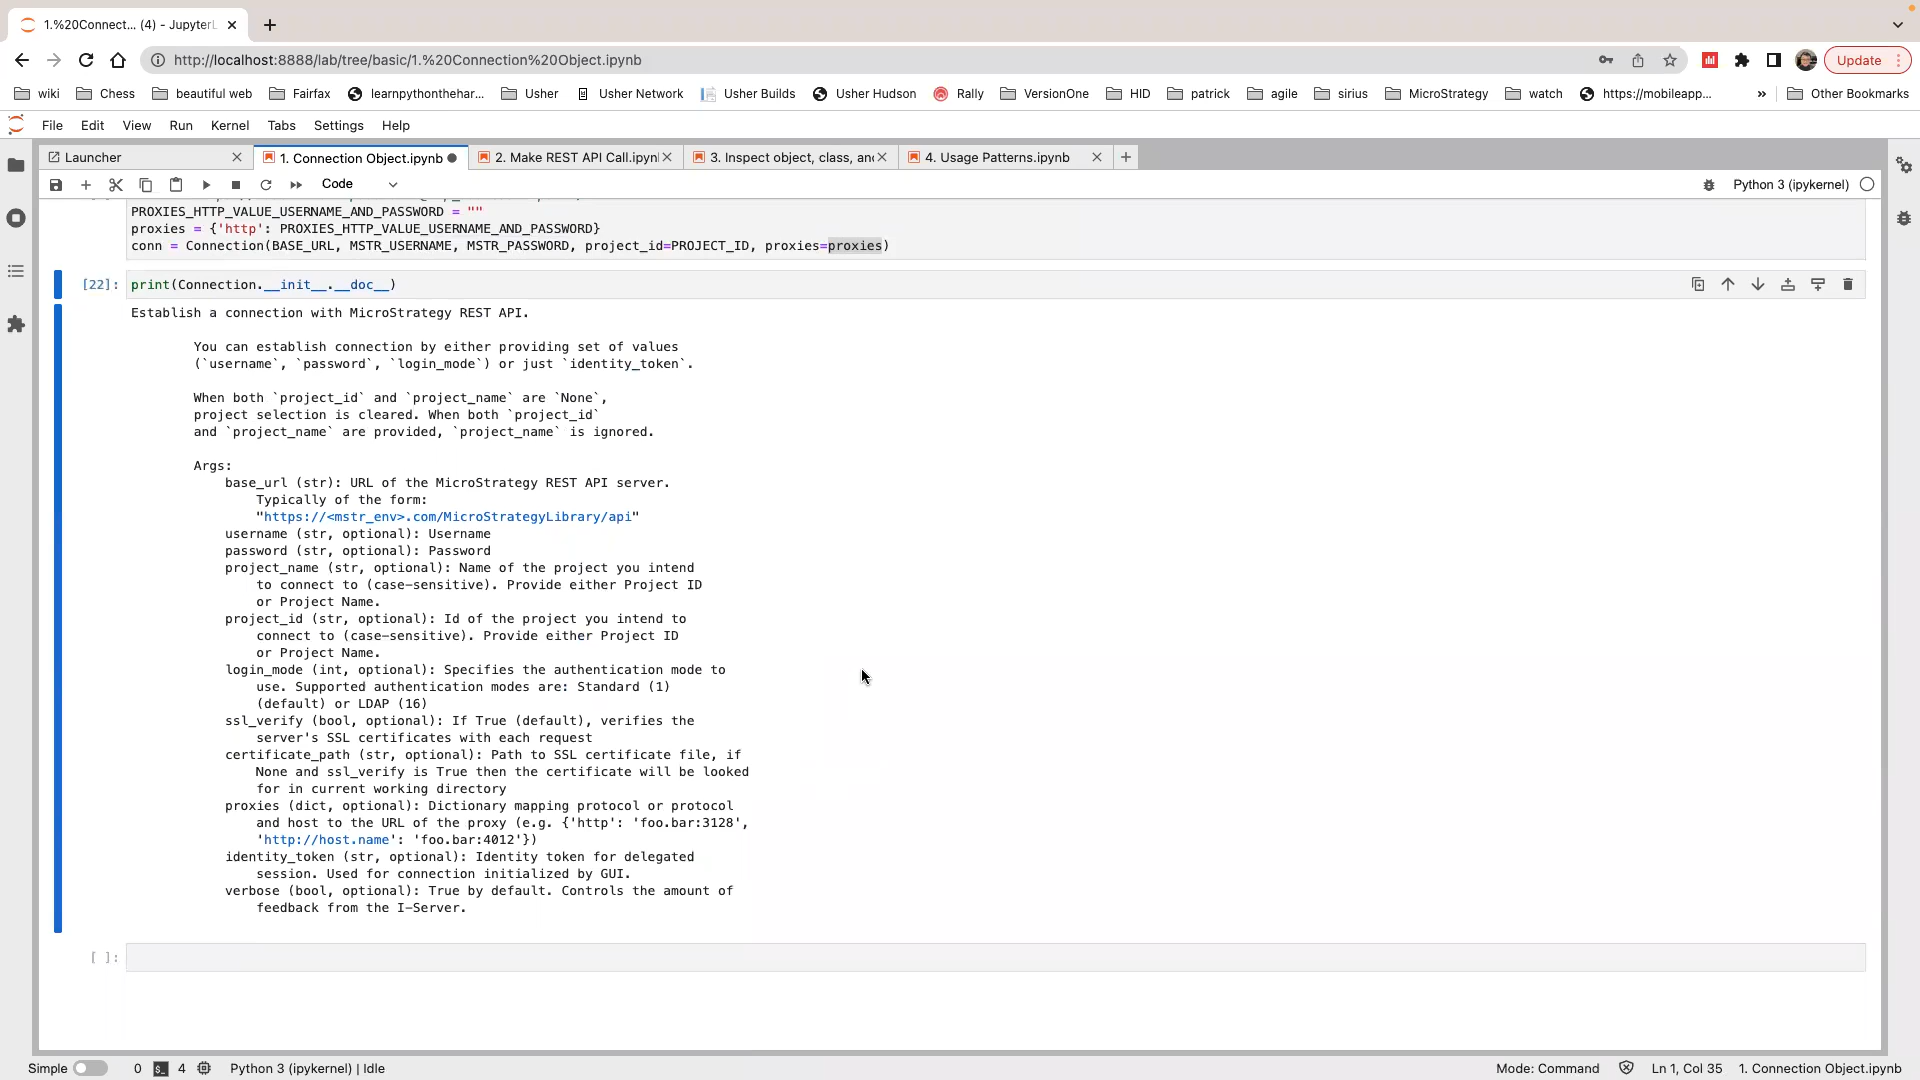 1.%20Connect... (4) - JupyterL
http://localhost:8888/lab/tree/basic/1.%20Connection%20Object.ipynb
Update
wiki
Chess
beautiful web
Fairfax
learnpythonthehar...
Usher
Usher Network
Usher Builds
Usher Hudson
Rally
VersionOne
HID
patrick
agile
sirius
MicroStrategy
watch
https://mobileapp...
»
Other Bookmarks
File Edit View Run Kernel Tabs Settings Help
Launcher
1. Connection Object.ipynb
2. Make REST API Call.ipynb
3. Inspect object, class, and
4. Usage Patterns.ipynb
Code
Python 3 (ipykernel)
PROXIES_HTTP_VALUE_USERNAME_AND_PASSWORD = ""
proxies = {'http': PROXIES_HTTP_VALUE_USERNAME_AND_PASSWORD}
conn = Connection(BASE_URL, MSTR_USERNAME, MSTR_PASSWORD, project_id=PROJECT_ID, proxies=proxies)
[22]: print(Connection.__init__.__doc__)
Establish a connection with MicroStrategy REST API.
You can establish connection by either providing set of values
(`username`, `password`, `login_mode`) or just `identity_token`.
When both `project_id` and `project_name` are `None`,
project selection is cleared. When both `project_id`
and `project_name` are provided, `project_name` is ignored.
Args:
base_url (str): URL of the MicroStrategy REST API server.
Typically of the form:
"https://<mstr_env>.com/MicroStrategyLibrary/api"
username (str, optional): Username
password (str, optional): Password
project_name (str, optional): Name of the project you intend
to connect to (case-sensitive). Provide either Project ID
or Project Name.
project_id (str, optional): Id of the project you intend to
connect to (case-sensitive). Provide either Project ID
or Project Name.
login_mode (int, optional): Specifies the authentication mode to
use. Supported authentication modes are: Standard (1)
(default) or LDAP (16)
ssl_verify (bool, optional): If True (default), verifies the
server's SSL certificates with each request
certificate_path (str, optional): Path to SSL certificate file, if
None and ssl_verify is True then the certificate will be looked
for in current working directory
proxies (dict, optional): Dictionary mapping protocol or protocol
and host to the URL of the proxy (e.g. {'http': 'foo.bar:3128',
'http://host.name': 'foo.bar:4012'})
identity_token (str, optional): Identity token for delegated
session. Used for connection initialized by GUI.
verbose (bool, optional): True by default. Controls the amount of
feedback from the I-Server.
[ ]:
Simple
0
4
Python 3 (ipykernel) | Idle
Mode: Command
Ln 1, Col 35
1. Connection Object.ipynb